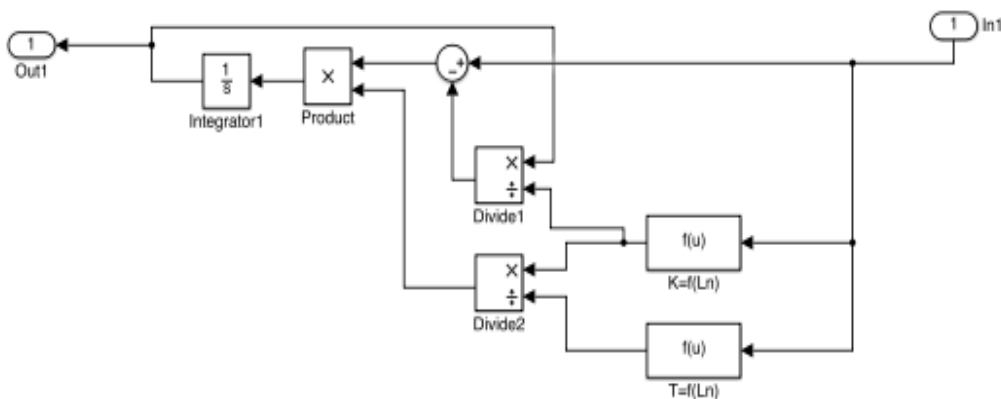 1
Out1
1
s
Integrator1
×
Product
-
+
1
In1
×
÷
Divide1
×
÷
Divide2
f(u)
K=f(Ln)
f(u)
T=f(Ln)